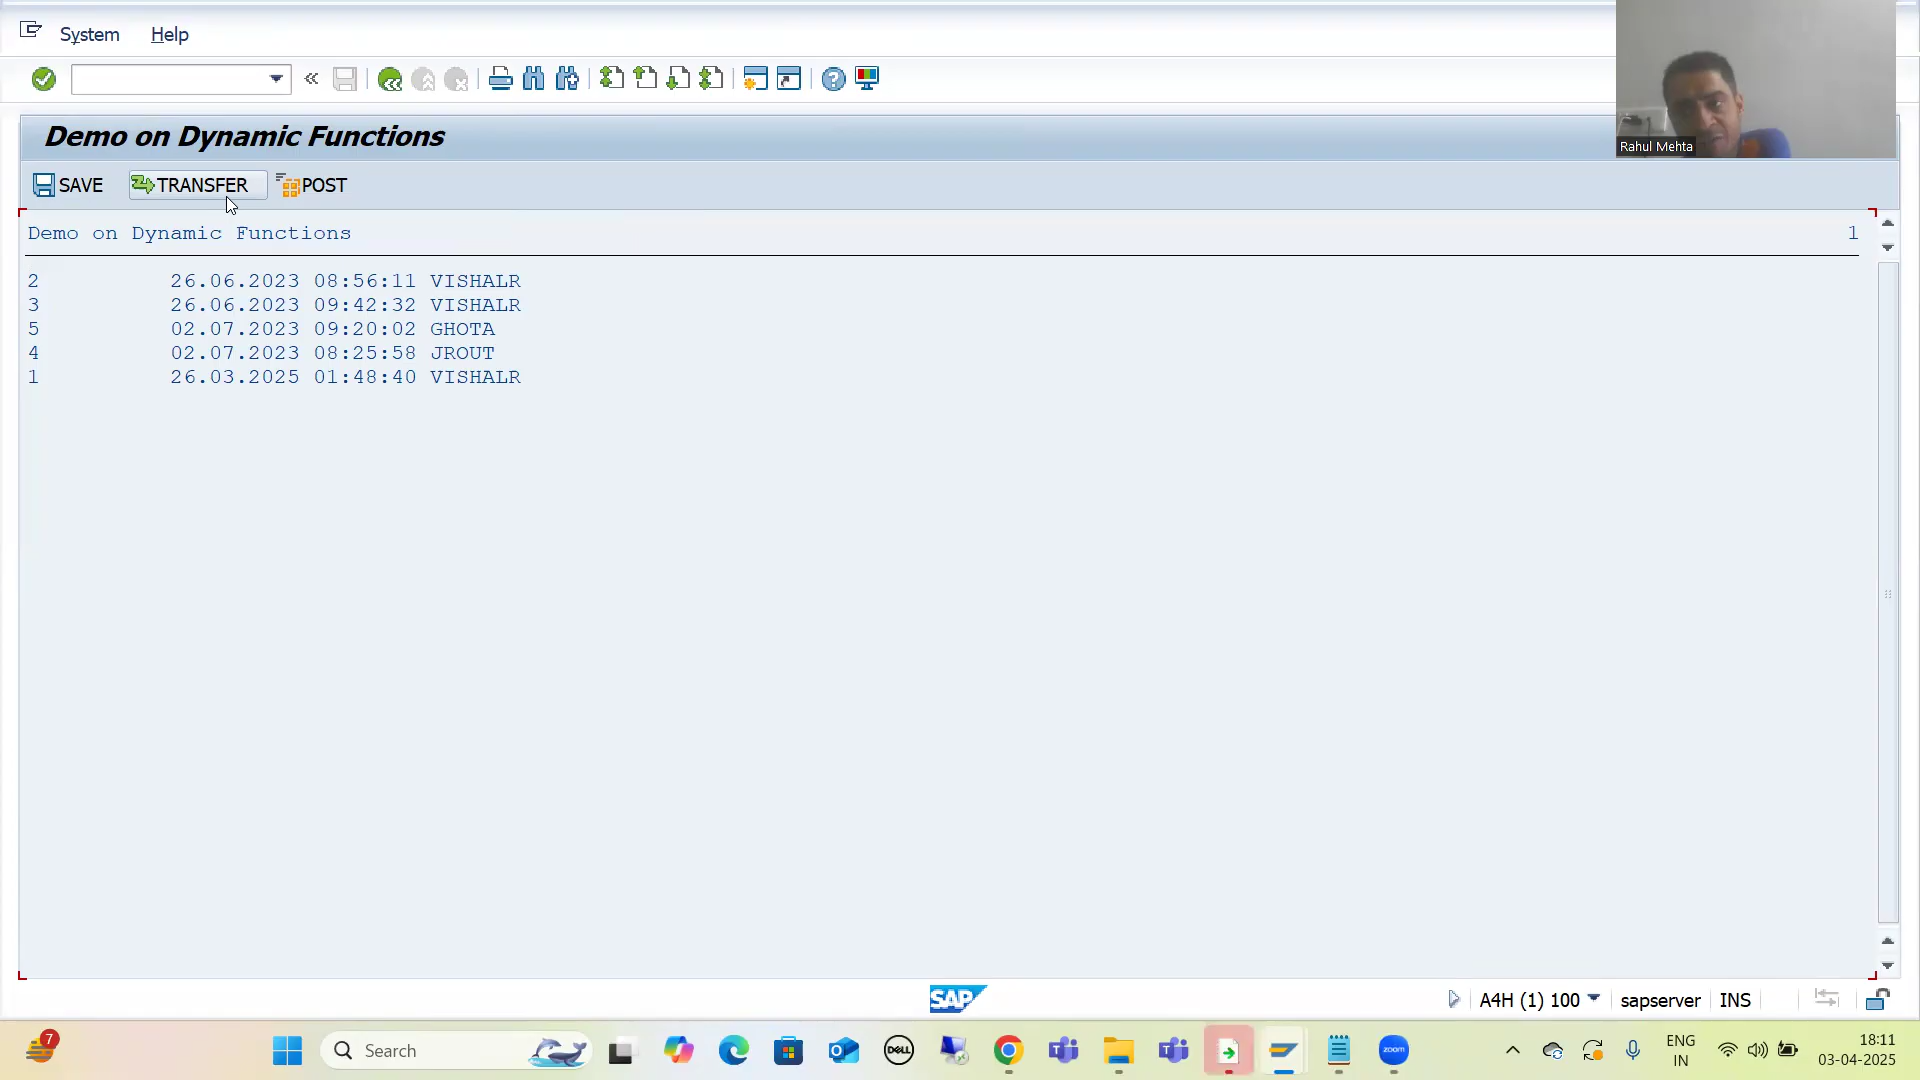 System Help
Rahul Mehta
Demo on Dynamic Functions
SAVE TRANSFER POST
Demo on Dynamic Functions 1
2 26.06.2023 08:56:11 VISHALR
3 26.06.2023 09:42:32 VISHALR
5 02.07.2023 09:20:02 GHOTA
4 02.07.2023 08:25:58 JROUT
1 26.03.2025 01:48:40 VISHALR
SAP
A4H (1) 100 sapserver INS
7
Search
DELL
zoom
ENG
IN
18:11
03-04-2025